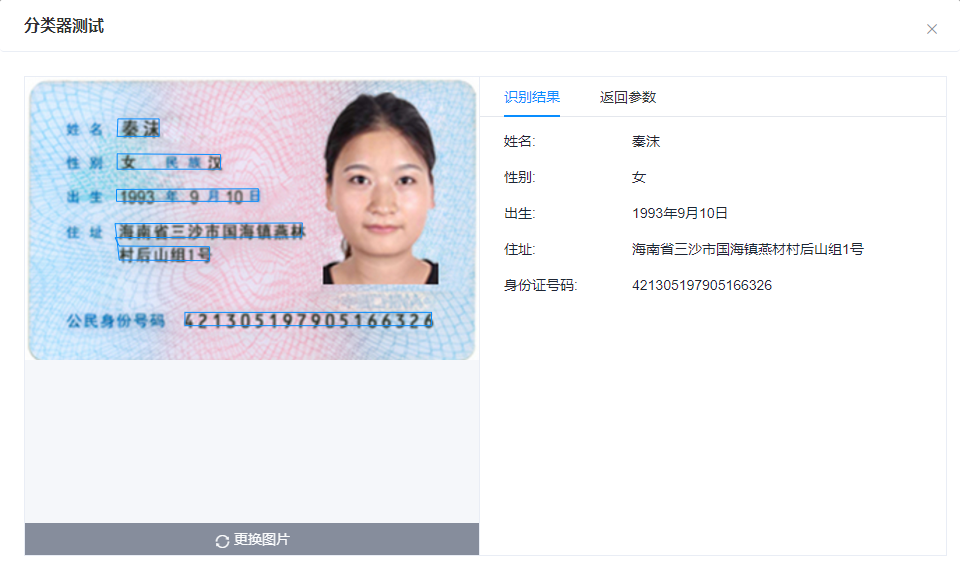 分类器测试
姓名 秦沫
性别 女 民族 汉
出生 1993 年 9 月 10 日
住址 海南省三沙市国海镇燕林
村后山组1号
公民身份号码 421305197905166326
更换图片
识别结果 返回参数
姓名: 秦沫
性别: 女
出生: 1993年9月10日
住址: 海南省三沙市国海镇燕材村后山组1号
身份证号码: 421305197905166326